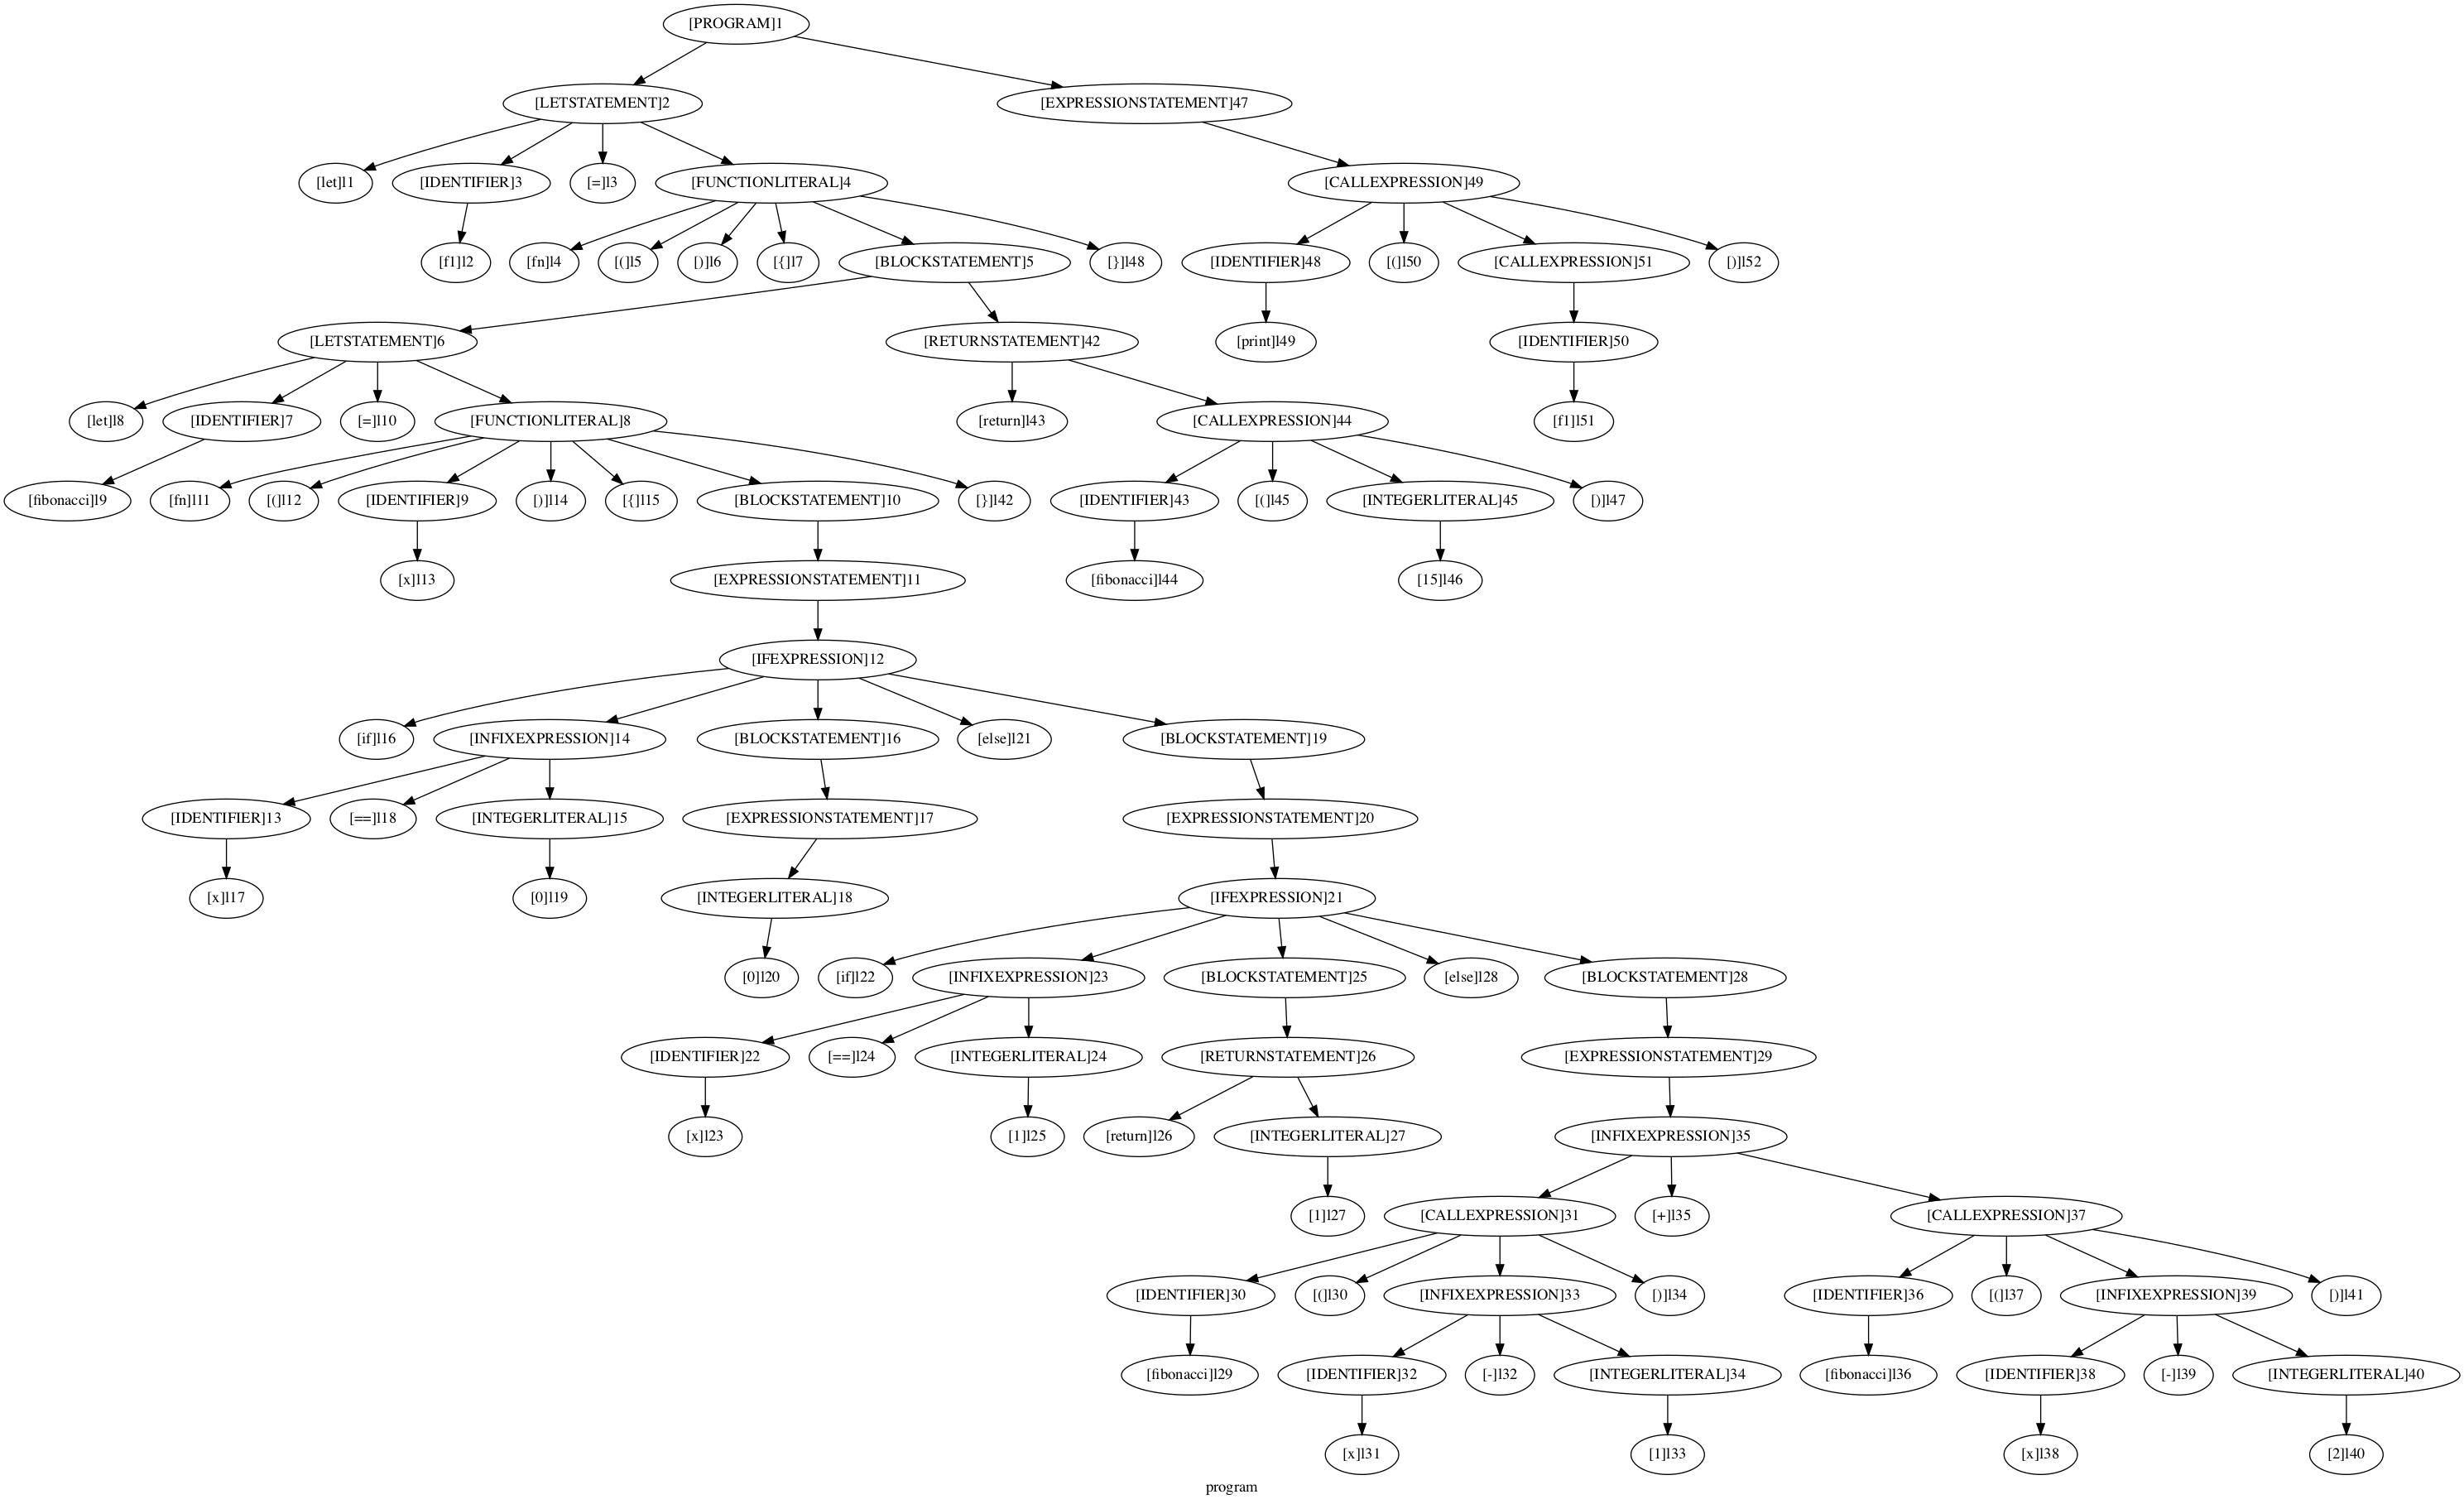 [PROGRAM]1
[LETSTATEMENT]2 [EXPRESSIONSTATEMENT]47
[let]l1 [IDENTIFIER]3 [=]l3 [FUNCTIONLITERAL]4 [CALLEXPRESSION]49
[f1]l2 [fn]l4 [(]l5 [)]l6 [{]l7 [BLOCKSTATEMENT]5 [}]l48 [IDENTIFIER]48 [(]l50 [CALLEXPRESSION]51 [)]l52
[LETSTATEMENT]6 [RETURNSTATEMENT]42 [print]l49 [IDENTIFIER]50
[let]l8 [IDENTIFIER]7 [=]l10 [FUNCTIONLITERAL]8 [return]l43 [CALLEXPRESSION]44 [f1]l51
[fibonacci]l9 [fn]l11 [(]l12 [IDENTIFIER]9 [)]l14 [{]l15 [BLOCKSTATEMENT]10 [}]l42 [IDENTIFIER]43 [(]l45 [INTEGERLITERAL]45 [)]l47
[x]l13 [EXPRESSIONSTATEMENT]11 [fibonacci]l44 [15]l46
[IFEXPRESSION]12
[if]l16 [INFIXEXPRESSION]14 [BLOCKSTATEMENT]16 [else]l21 [BLOCKSTATEMENT]19
[IDENTIFIER]13 [==]l18 [INTEGERLITERAL]15 [EXPRESSIONSTATEMENT]17 [EXPRESSIONSTATEMENT]20
[x]l17 [0]l19 [INTEGERLITERAL]18 [IFEXPRESSION]21
[0]l20 [if]l22 [INFIXEXPRESSION]23 [BLOCKSTATEMENT]25 [else]l28 [BLOCKSTATEMENT]28
[IDENTIFIER]22 [==]l24 [INTEGERLITERAL]24 [RETURNSTATEMENT]26 [EXPRESSIONSTATEMENT]29
[x]l23 [1]l25 [return]l26 [INTEGERLITERAL]27 [INFIXEXPRESSION]35
[1]l27 [CALLEXPRESSION]31 [+]l35 [CALLEXPRESSION]37
[IDENTIFIER]30 [(]l30 [INFIXEXPRESSION]33 [)]l34 [IDENTIFIER]36 [(]l37 [INFIXEXPRESSION]39 [)]l41
[fibonacci]l29 [IDENTIFIER]32 [-]l32 [INTEGERLITERAL]34 [fibonacci]l36 [IDENTIFIER]38 [-]l39 [INTEGERLITERAL]40
[x]l31 [1]l33 [x]l38 [2]l40
program